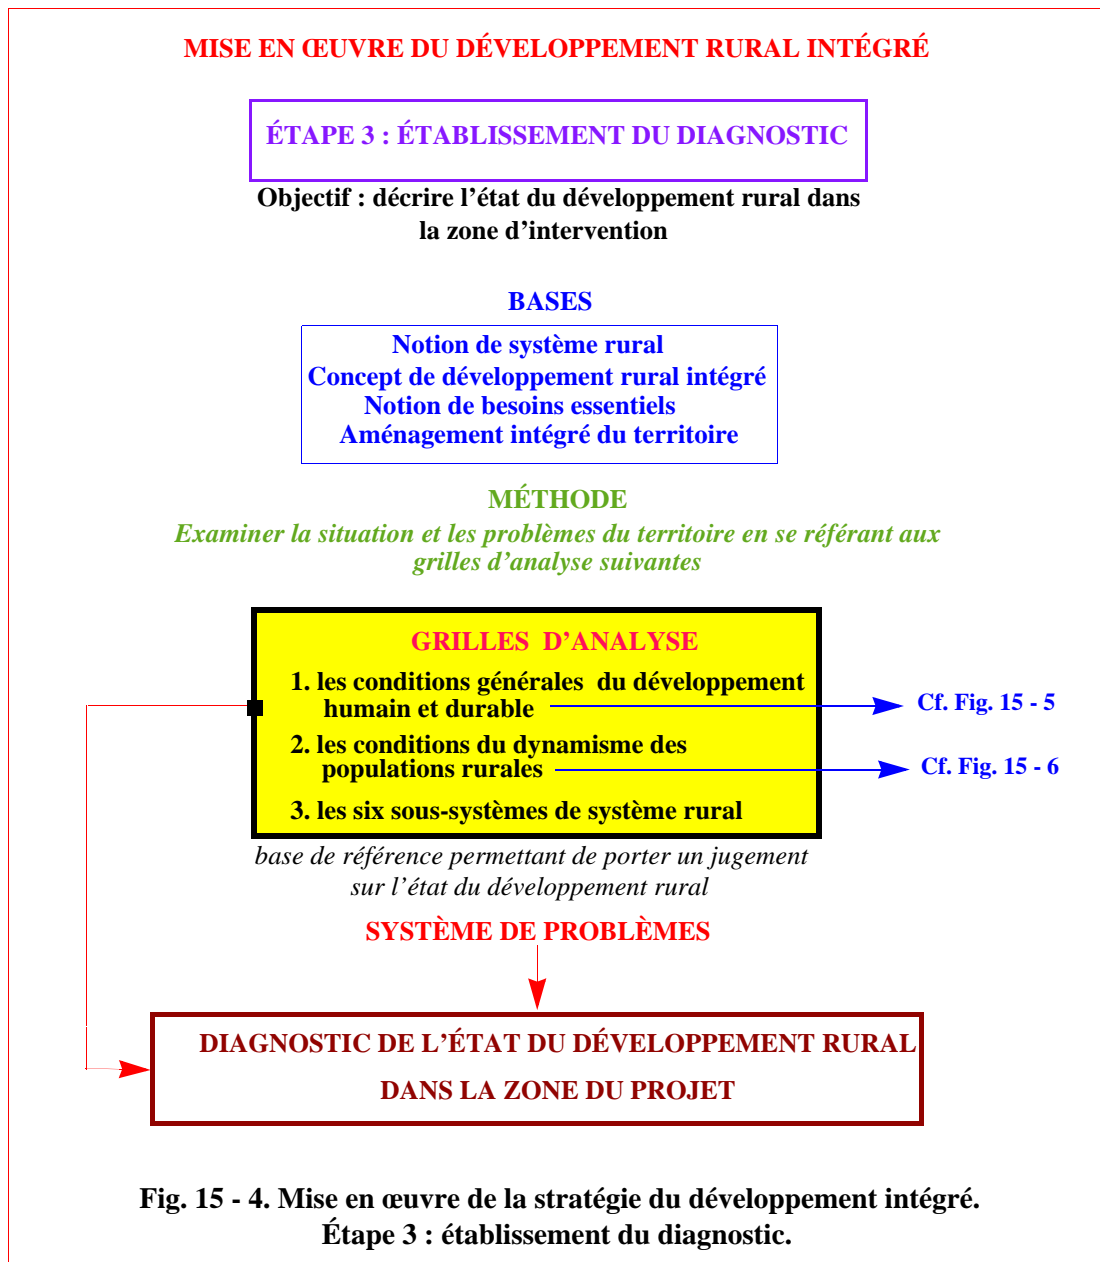 MISE EN ŒUVRE DU DÉVELOPPEMENT RURAL INTÉGRÉ
ÉTAPE 3 : ÉTABLISSEMENT DU DIAGNOSTIC
Objectif : décrire l’état du développement rural dans
la zone d’intervention
BASES
Notion de système rural
Concept de développement rural intégré
Notion de besoins essentiels
Aménagement intégré du territoire
MÉTHODE
Examiner la situation et les problèmes du territoire en se référant aux
grilles d’analyse suivantes
GRILLES D’ANALYSE
1. les conditions générales du développement
humain et durable
Cf. Fig. 15 - 5
2. les conditions du dynamisme des
populations rurales
Cf. Fig. 15 - 6
3. les six sous-systèmes de système rural
base de référence permettant de porter un jugement
sur l’état du développement rural
SYSTÈME DE PROBLÈMES
DIAGNOSTIC DE L’ÉTAT DU DÉVELOPPEMENT RURAL
DANS LA ZONE DU PROJET
Fig. 15 - 4. Mise en œuvre de la stratégie du développement intégré.
Étape 3 : établissement du diagnostic.